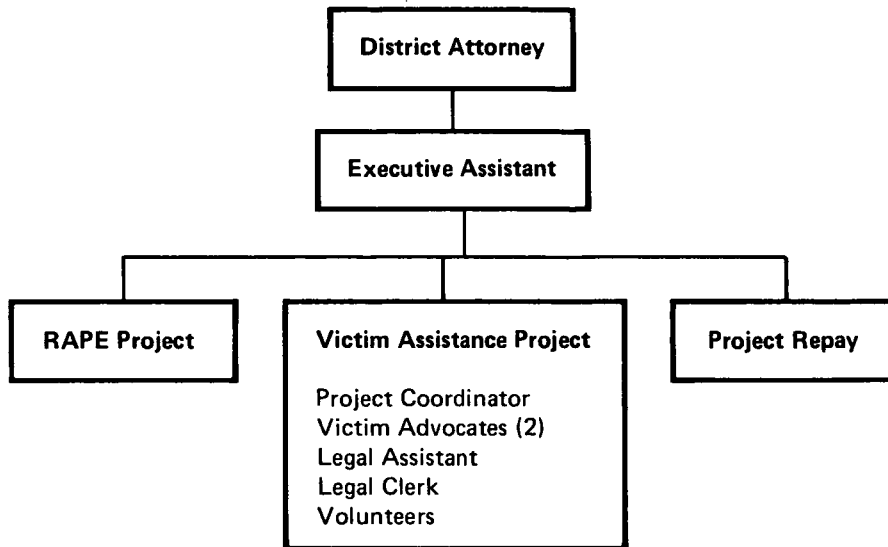 District Attorney
Executive Assistant
RAPE Project
Victim Assistance Project
Project Repay
Project Coordinator
Victim Advocates (2)
Legal Assistant
Legal Clerk
Volunteers